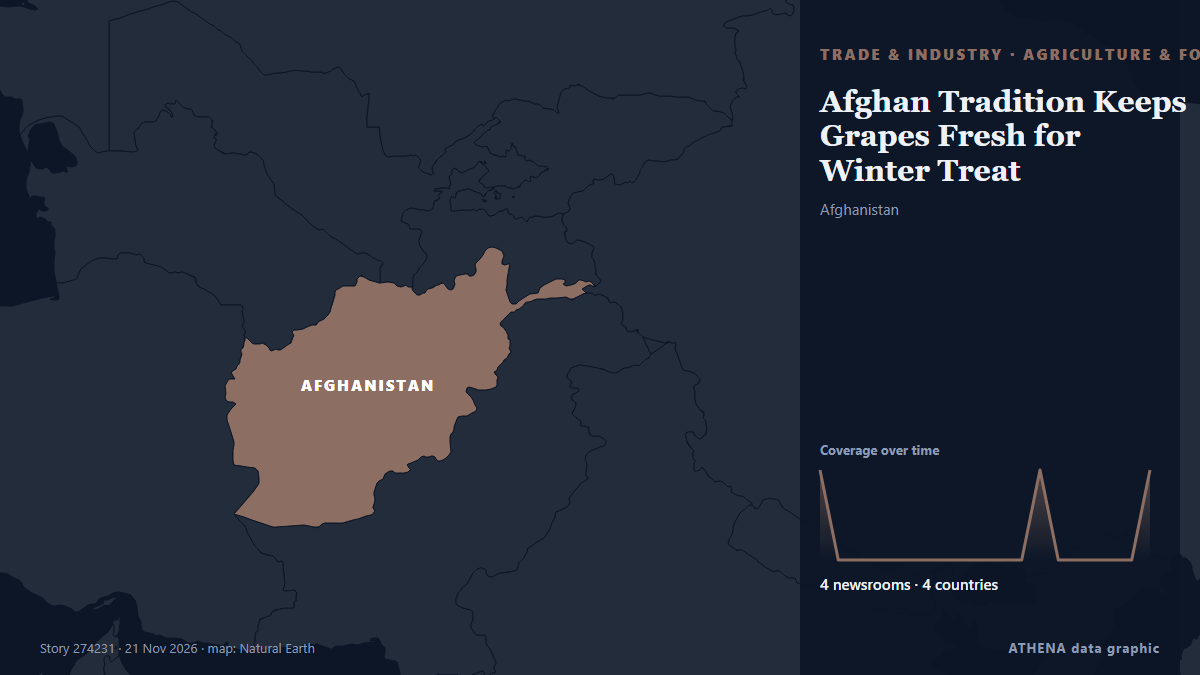 TRADE & INDUSTRY · AGRICULTURE & FO
Afghan Tradition Keeps
Grapes Fresh for
Winter Treat
Afghanistan
AFGHANISTAN
Coverage over time
4 newsrooms · 4 countries
Story 274231 · 21 Nov 2026 · map: Natural Earth
ATHENA data graphic